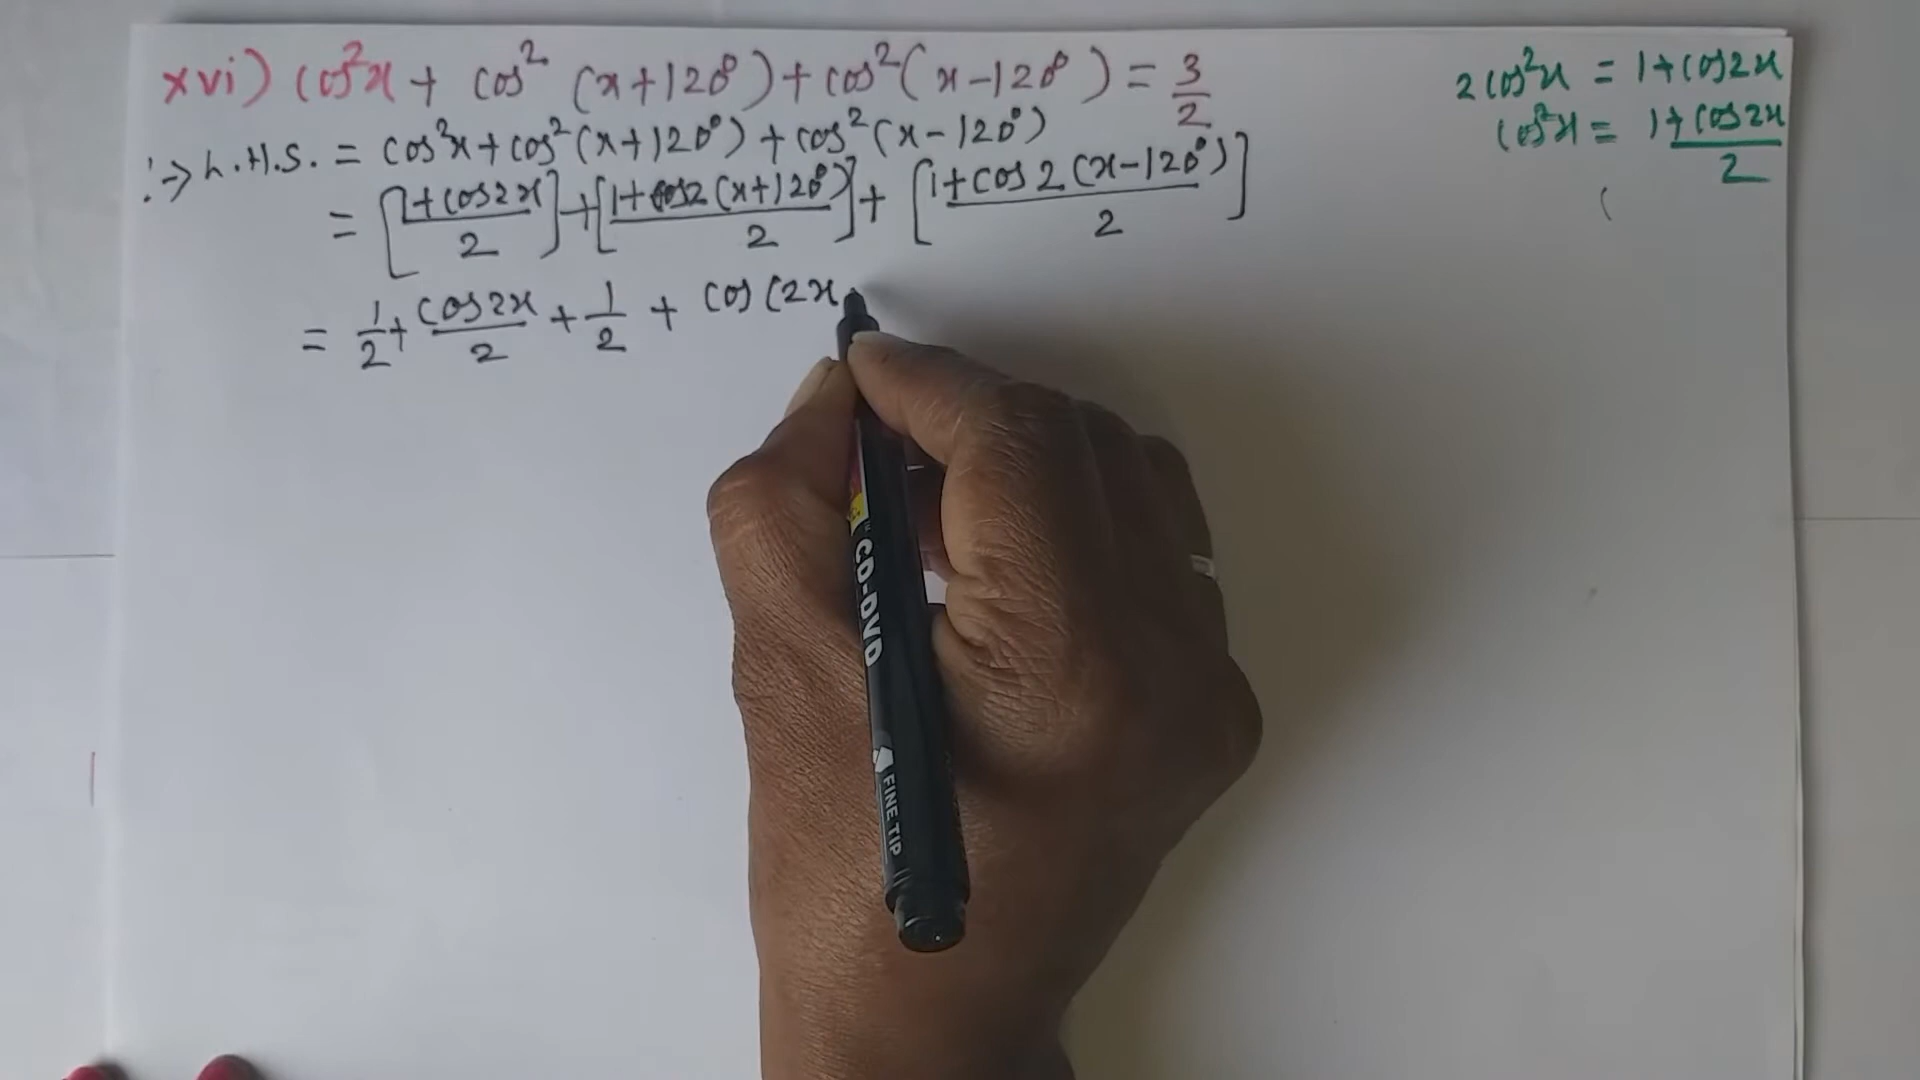 xvi) cos²x + cos² (x+120°) + cos² (x-120°) = 3/2
∴→ L.H.S. = cos²x + cos² (x+120°) + cos² (x-120°)
= [1+cos2x/2] + [1+cos2(x+120°)/2] + [1+cos2(x-120°)/2]
= 1/2 + cos2x/2 + 1/2 + cos(2x
2cos²x = 1+cos2x
cos²x = 1+cos2x/2
(
CD-DVD
FINE TIP